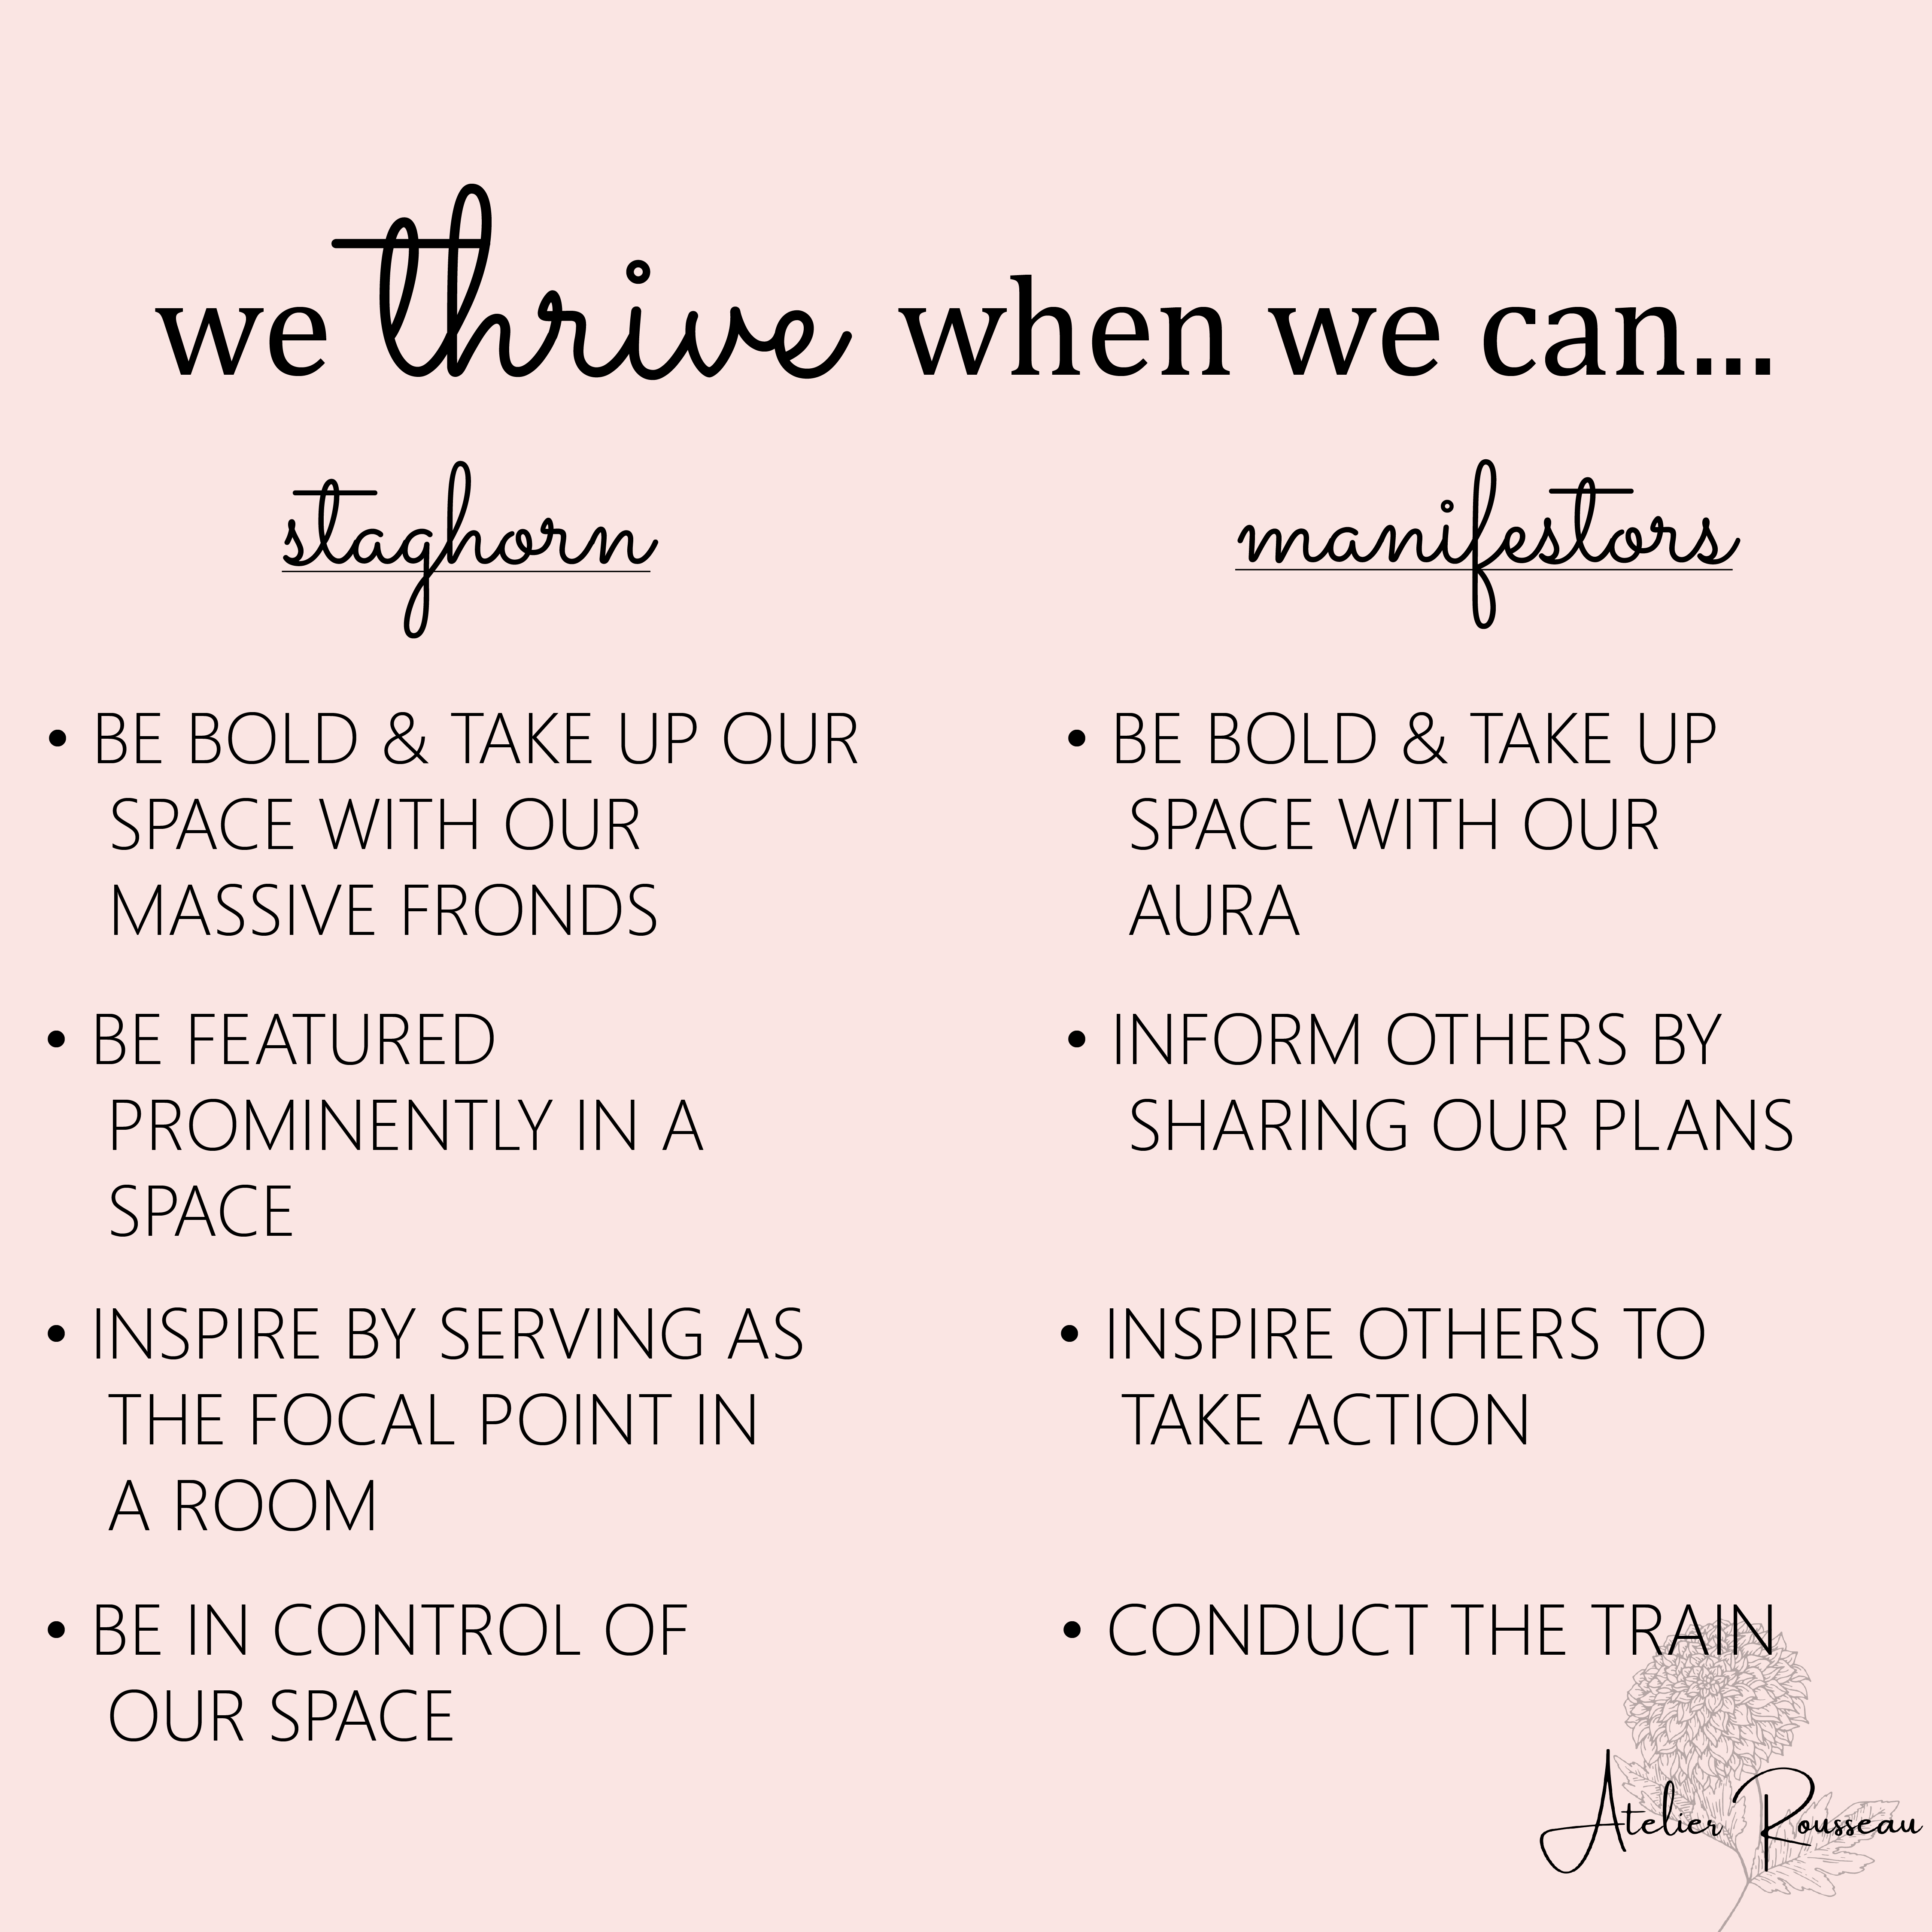 we thrive when we can...
staghorn
• BE BOLD & TAKE UP OUR
SPACE WITH OUR
MASSIVE FRONDS
• BE FEATURED
PROMINENTLY IN A
SPACE
• INSPIRE BY SERVING AS
THE FOCAL POINT IN
A ROOM
• BE IN CONTROL OF
OUR SPACE
manifestors
• BE BOLD & TAKE UP
SPACE WITH OUR
AURA
• INFORM OTHERS BY
SHARING OUR PLANS
• INSPIRE OTHERS TO
TAKE ACTION
• CONDUCT THE TRAIN
Atelier Rousseau